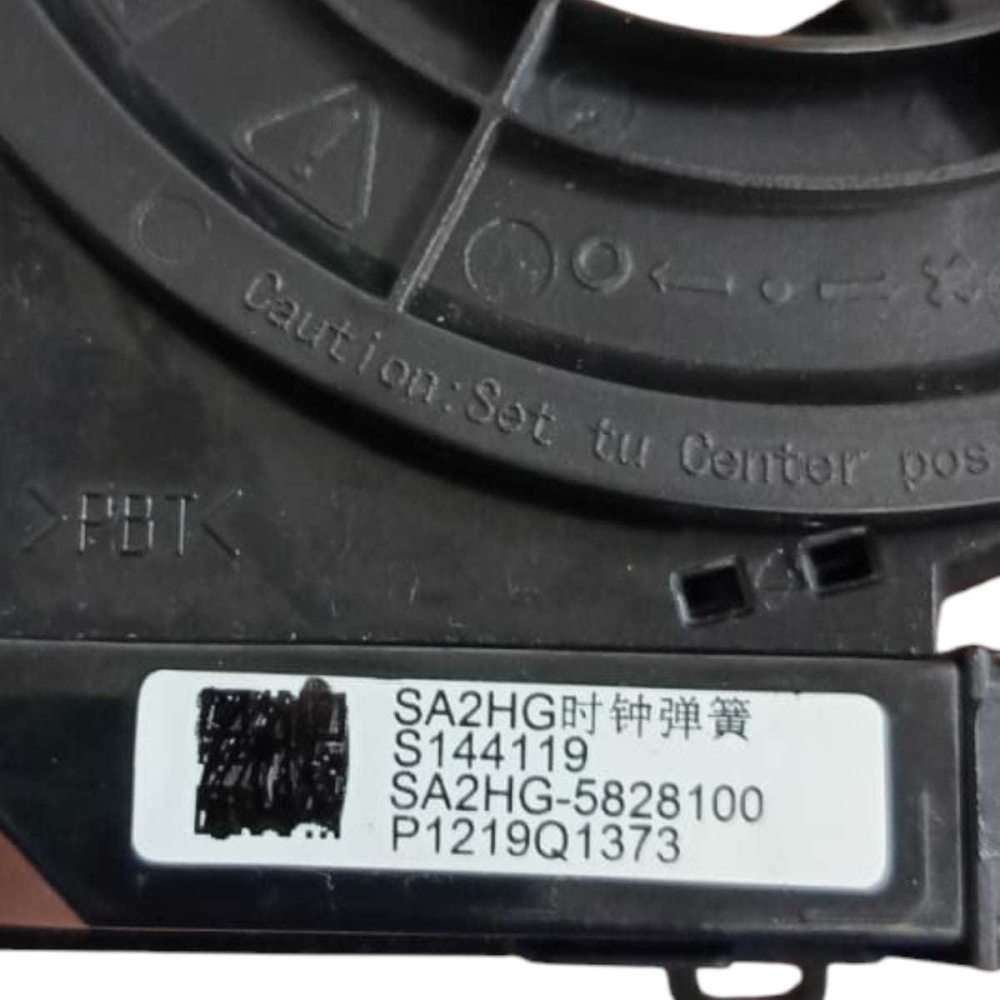 Caution:Set tu Center pos
>PBT<
SA2HG时钟弹簧
S144119
SA2HG-5828100
P1219Q1373